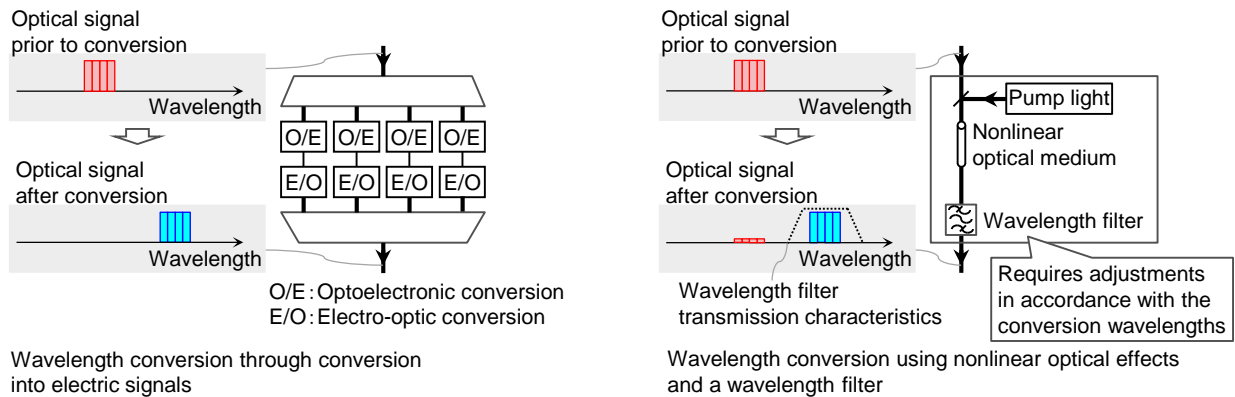 Optical signal
prior to conversion
Wavelength
Optical signal
after conversion
Wavelength
O/E O/E O/E O/E
E/O E/O E/O E/O
O/E:Optoelectronic conversion
E/O:Electro-optic conversion
Wavelength conversion through conversion
into electric signals
Optical signal
prior to conversion
Wavelength
Optical signal
after conversion
Wavelength
Pump light
Nonlinear
optical medium
Wavelength filter
Wavelength filter
transmission characteristics
Requires adjustments
in accordance with the
conversion wavelengths
Wavelength conversion using nonlinear optical effects
and a wavelength filter